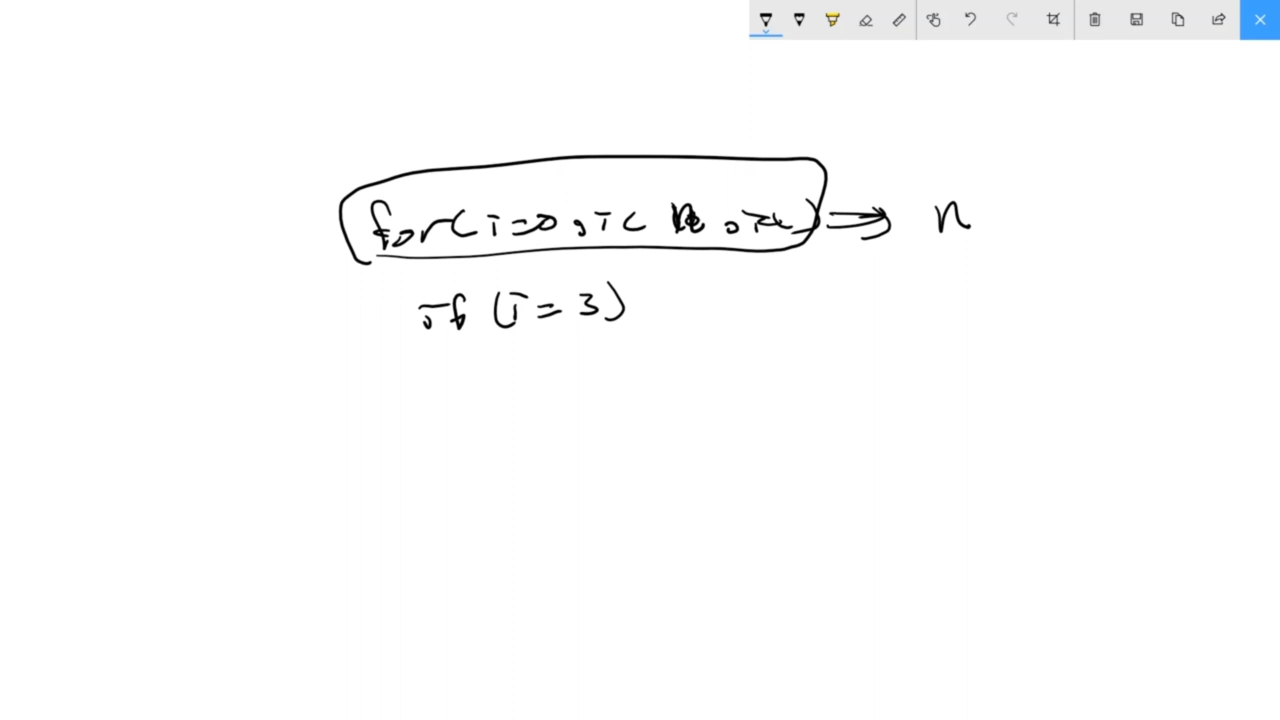 for(i=0;i< n;i++) ⇒ n
if (i=3)